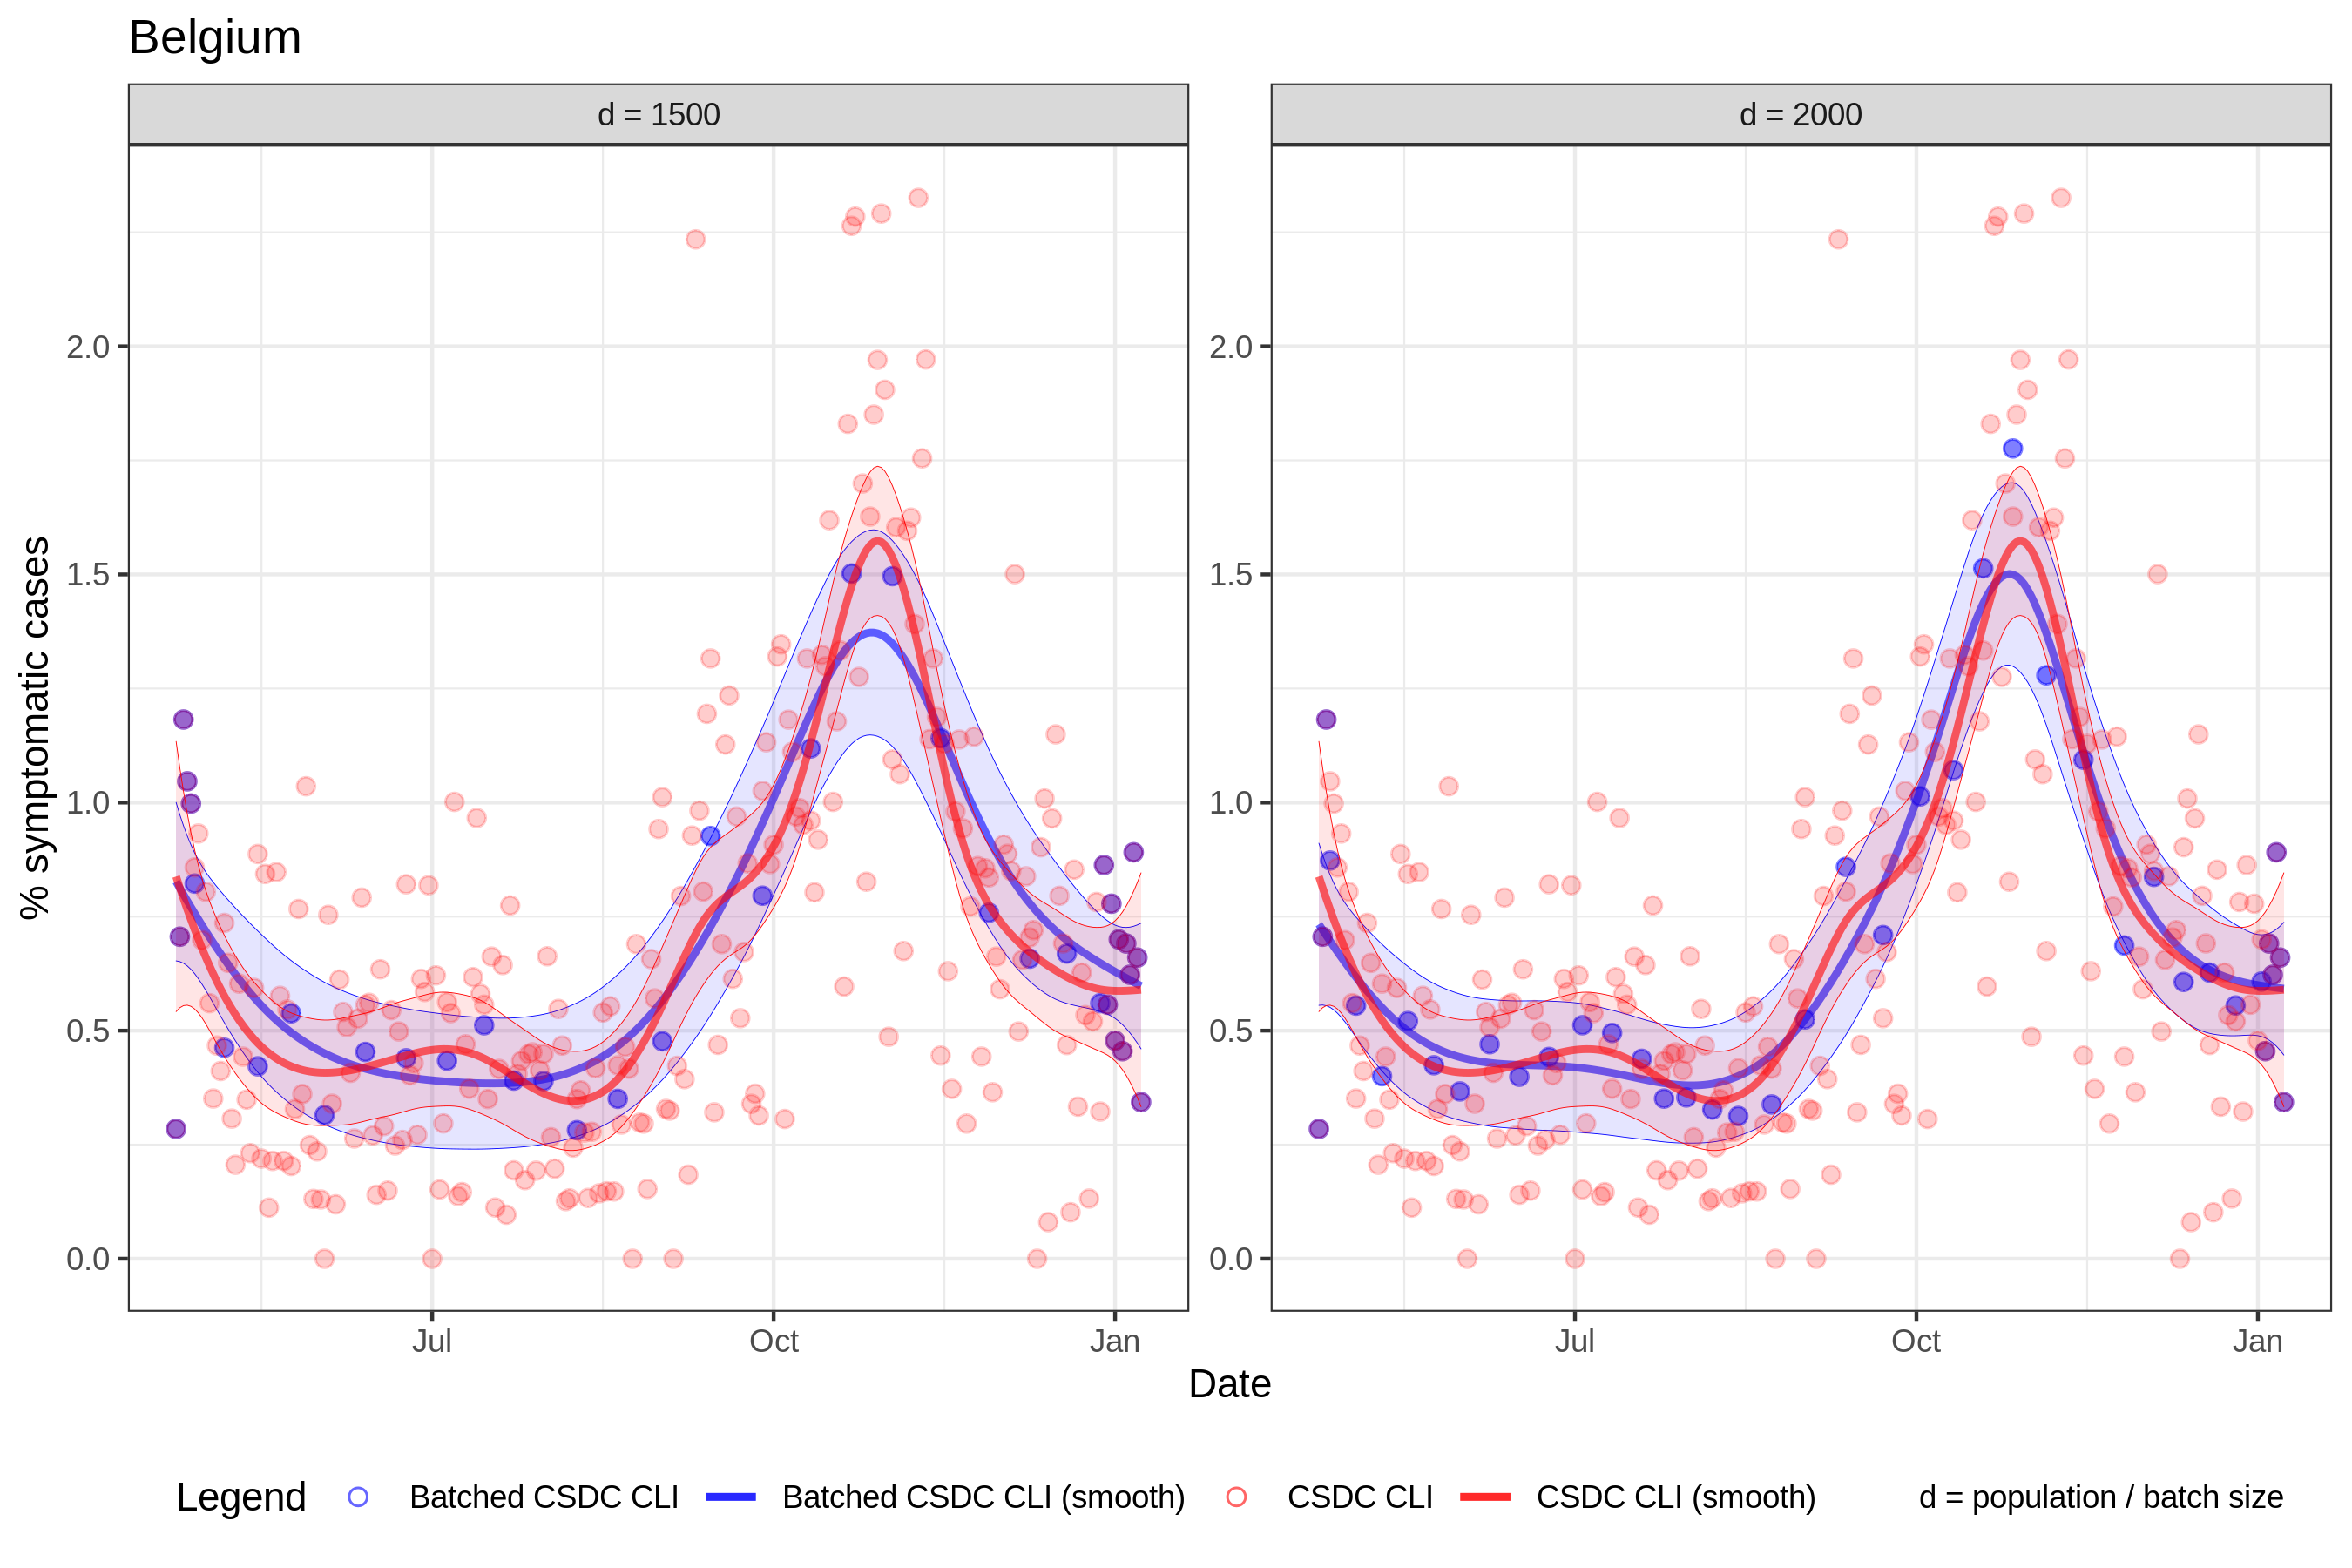 Belgium
d = 1500
d = 2000
% symptomatic cases
2.0
1.5
1.0
0.5
0.0
2.0
1.5
1.0
0.5
0.0
Jul Oct Jan
Jul Oct Jan
Date
Legend Batched CSDC CLI Batched CSDC CLI (smooth) CSDC CLI CSDC CLI (smooth) d = population / batch size